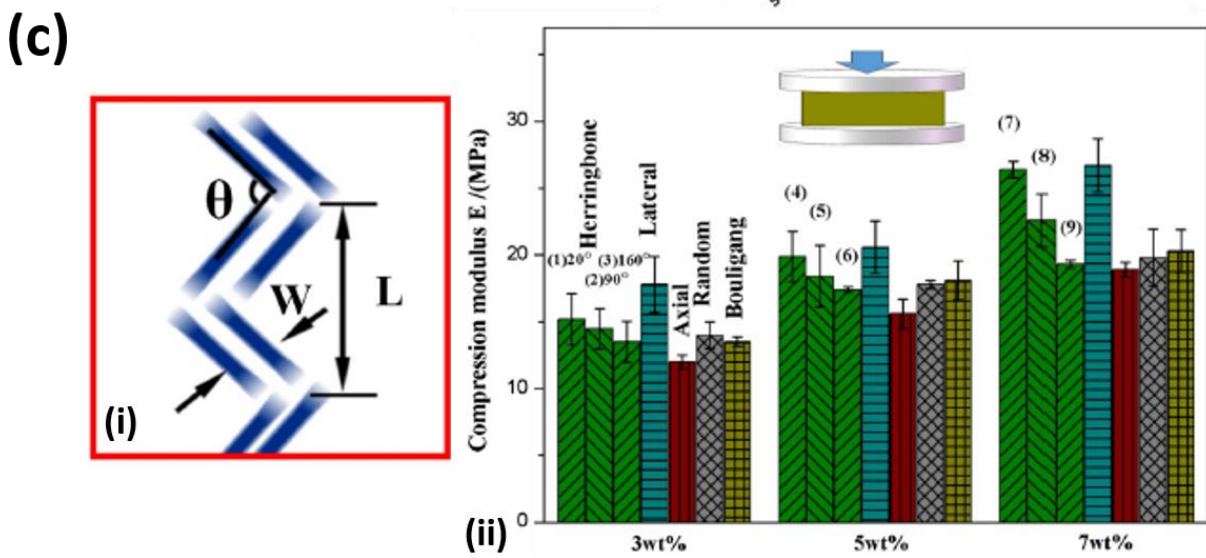 (c)
θ
W
L
(i)
Compression modulus E /(MPa)
30
20
10
0
(1)20°
(2)90°
(3)160°
Herringbone
Lateral
Axial
Random
Bouligang
(4)
(5)
(6)
(7)
(8)
(9)
(ii)
3wt%
5wt%
7wt%